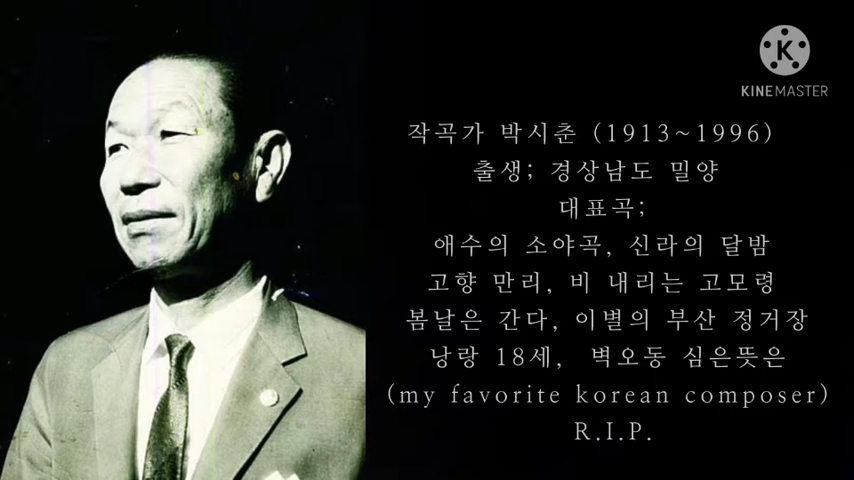 KINEMASTER
작곡가 박시춘 (1913~1996)
출생; 경상남도 밀양
대표곡;
애수의 소야곡, 신라의 달밤
고향 만리, 비 내리는 고모령
봄날은 간다, 이별의 부산 정거장
낭랑 18세, 벽오동 심은뜻은
(my favorite korean composer)
R.I.P.